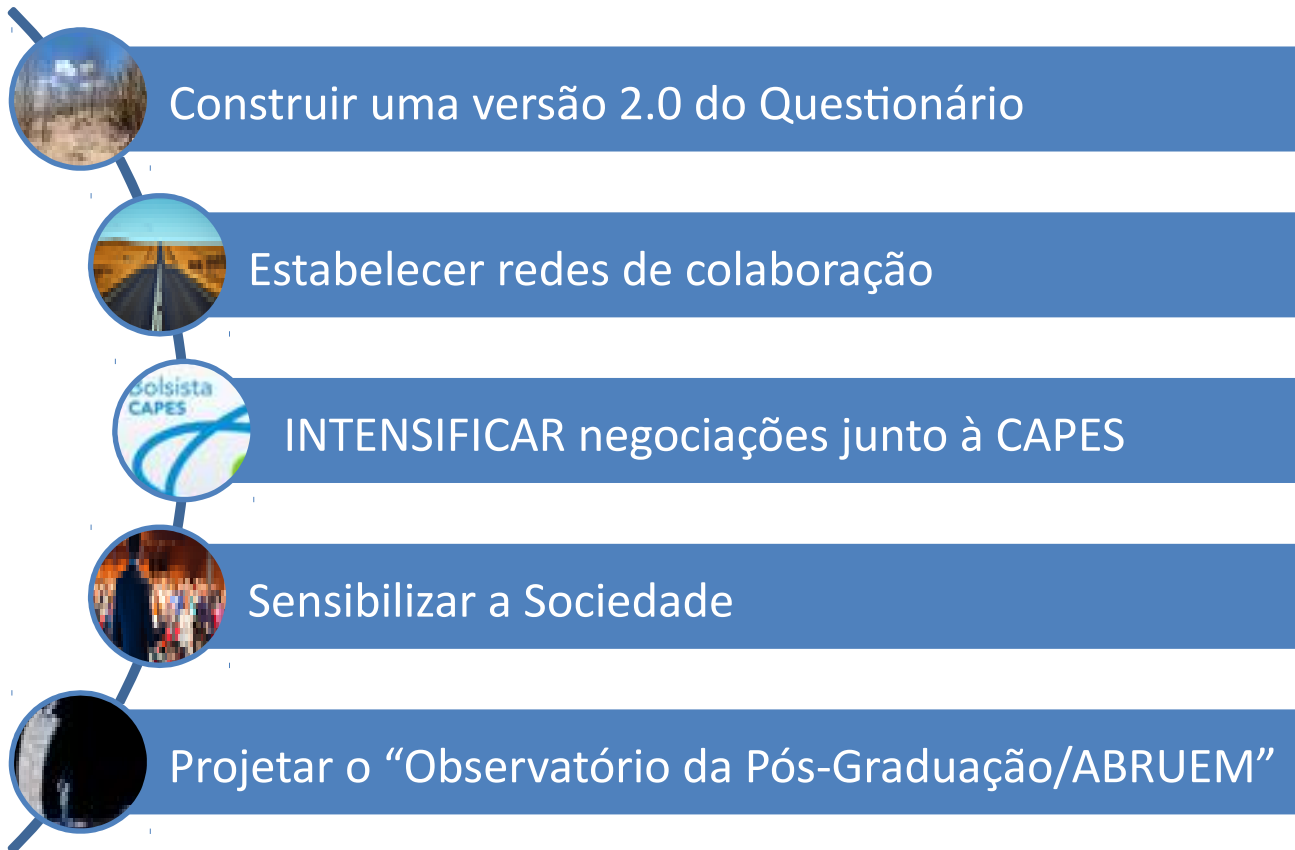 Construir uma versão 2.0 do Questionário
Estabelecer redes de colaboração
Bolsista
CAPES
INTENSIFICAR negociações junto à CAPES
Sensibilizar a Sociedade
Projetar o “Observatório da Pós-Graduação/ABRUEM”